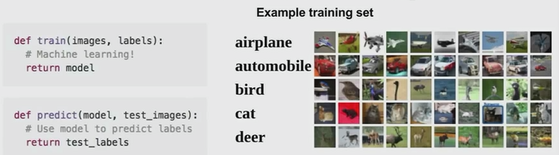 Example training set
def train(images, labels):
  # Machine learning!
  return model
def predict(model, test_images):
  # Use model to predict labels
  return test_labels
airplane
automobile
bird
cat
deer